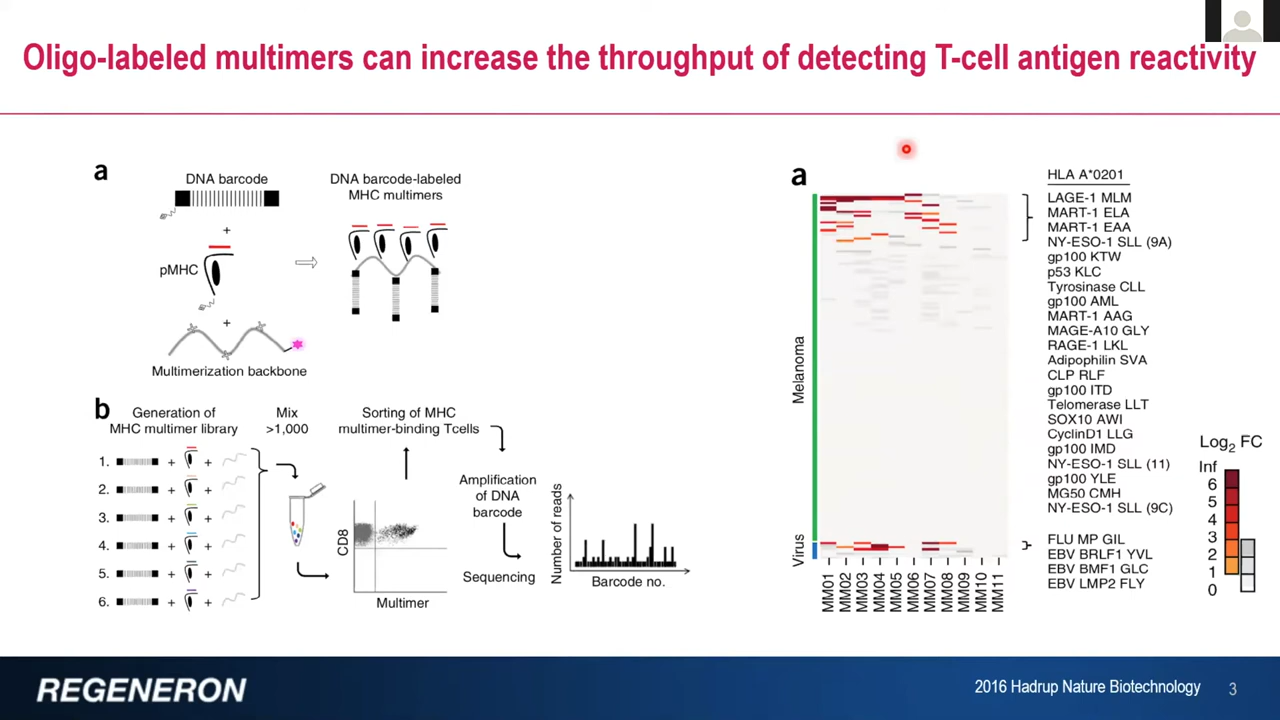 Oligo-labeled multimers can increase the throughput of detecting T-cell antigen reactivity
a
DNA barcode
+
pMHC
+
Multimerization backbone
DNA barcode-labeled
MHC multimers
b
Generation of
MHC multimer library
Mix
>1,000
1. + +
2. + +
3. + +
4. + +
5. + +
6. + +
Sorting of MHC
multimer-binding Tcells
CD8
Multimer
Amplification
of DNA
barcode
Sequencing
Number of reads
Barcode no.
a
Melanoma
Virus
MM01
MM02
MM03
MM04
MM05
MM06
MM07
MM08
MM09
MM10
MM11
HLA A*0201
LAGE-1 MLM
MART-1 ELA
MART-1 EAA
NY-ESO-1 SLL (9A)
gp100 KTW
p53 KLC
Tyrosinase CLL
gp100 AML
MART-1 AAG
MAGE-A10 GLY
RAGE-1 LKL
Adipophilin SVA
CLP RLF
gp100 ITD
Telomerase LLT
SOX10 AWI
CyclinD1 LLG
gp100 IMD
NY-ESO-1 SLL (11)
gp100 YLE
MG50 CMH
NY-ESO-1 SLL (9C)
FLU MP GIL
EBV BRLF1 YVL
EBV BMF1 GLC
EBV LMP2 FLY
Log2 FC
Inf
6
5
4
3
2
1
0
REGENERON
2016 Hadrup Nature Biotechnology
3